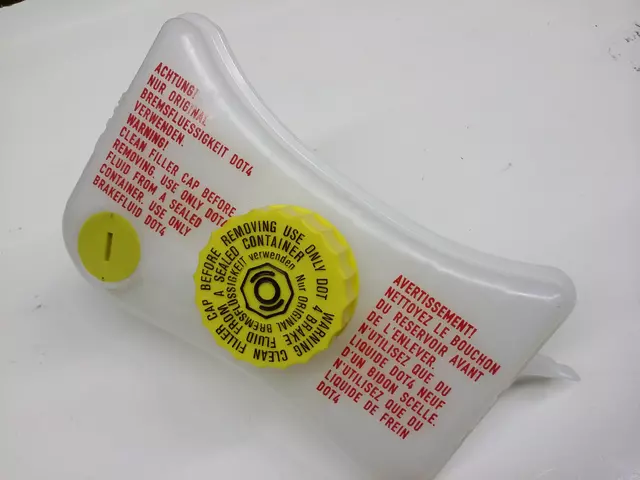 ACHTUNG!
NUR ORIGINAL
BREMSFLUESSIGKEIT DOT4
VERWENDEN.
WARNING!
CLEAN FILLER CAP BEFORE
REMOVING. USE ONLY DOT4
FLUID FROM A SEALED
CONTAINER. USE ONLY
BRAKEFLUID DOT4
WARNING CLEAN FILLER CAP BEFORE REMOVING USE ONLY DOT 4 BRAKE FLUID FROM A SEALED CONTAINER
Nur ORIGINAL BREMSFLÜSSIGKEIT verwenden
AVERTISSEMENT!
NETTOYEZ LE BOUCHON
DU RESERVOIR AVANT
DE L'ENLEVER.
N'UTILISEZ QUE DU
LIQUIDE DOT4 NEUF
D'UN BIDON SCELLE.
N'UTILISEZ QUE DU
LIQUIDE DE FREIN
DOT4